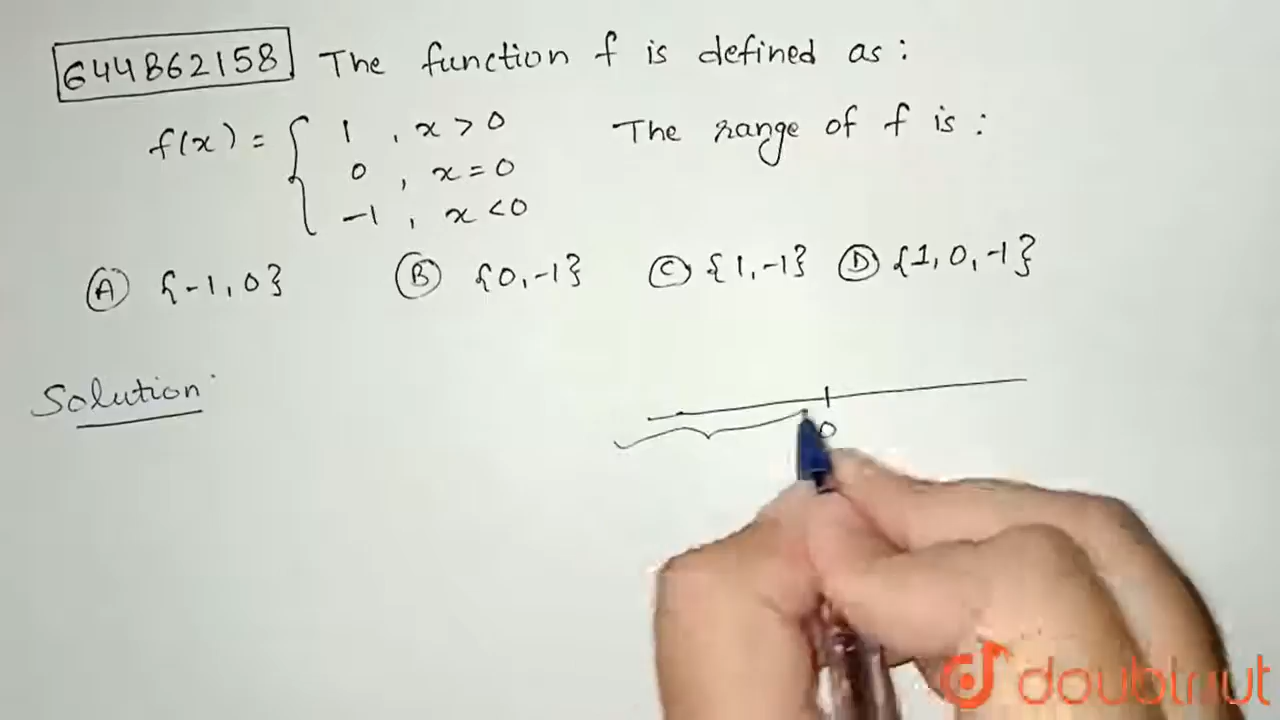 644862158 The function f is defined as:
f(x) = { 1 , x > 0 The range of f is:
0 , x = 0
-1 , x < 0
(A) {-1, 0} (B) {0, -1} (C) {1, -1} (D) {1, 0, -1}
Solution:
0
doubtnut